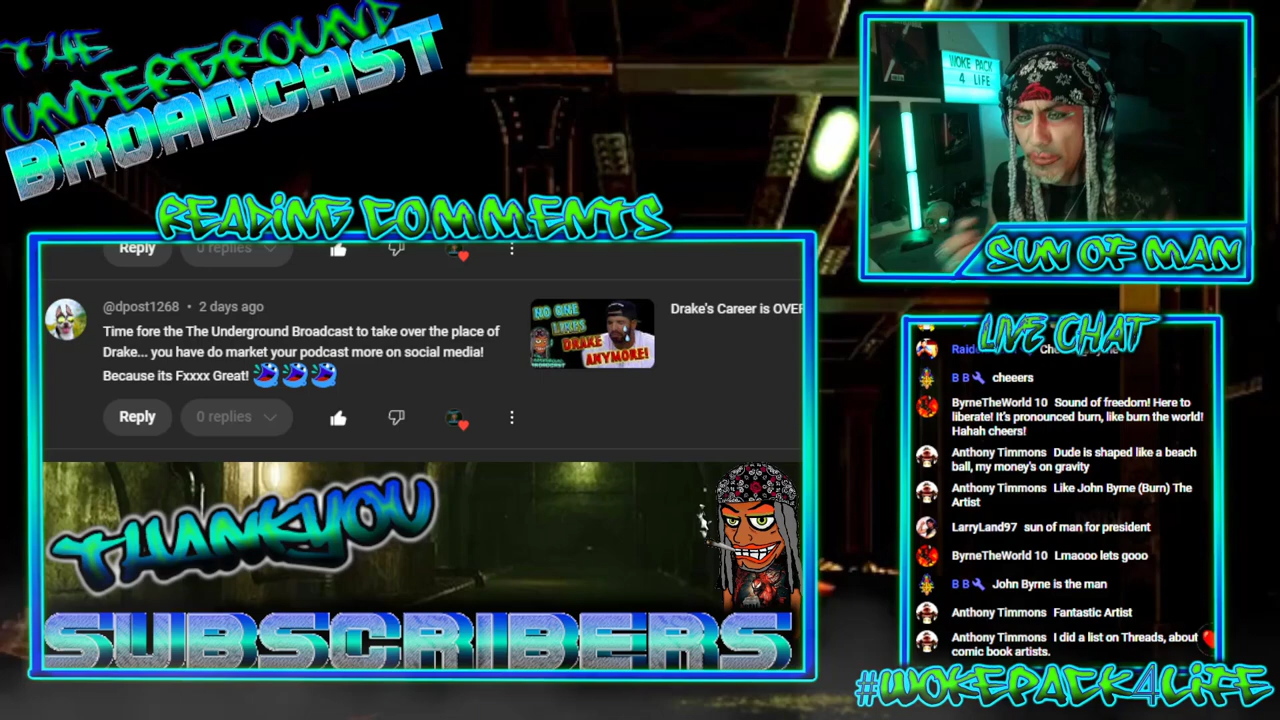 THE
UNDERGROUND
BROADCAST
READING COMMENTS
Reply
0 replies
@dpost1268 • 2 days ago
Time fore the The Underground Broadcast to take over the place of
Drake... you have do market your podcast more on social media!
Because its Fxxxx Great!
NO ONE
LIKES
DRAKE
ANYMORE!
Drake's Career is OVER
Reply
0 replies
THANKYOU
SUBSCRIBERS
WOKE PACK
4 LIFE
SUN OF MAN
LIVE CHAT
B B cheeers
ByrneTheWorld 10 Sound of freedom! Here to
liberate! It's pronounced burn, like burn the world!
Hahah cheers!
Anthony Timmons Dude is shaped like a beach
ball, my money's on gravity
Anthony Timmons Like John Byrne (Burn) The
Artist
LarryLand97 sun of man for president
ByrneTheWorld 10 Lmaooo lets gooo
B B John Byrne is the man
Anthony Timmons Fantastic Artist
Anthony Timmons I did a list on Threads, about
comic book artists.
#WOKEPACK4LIFE